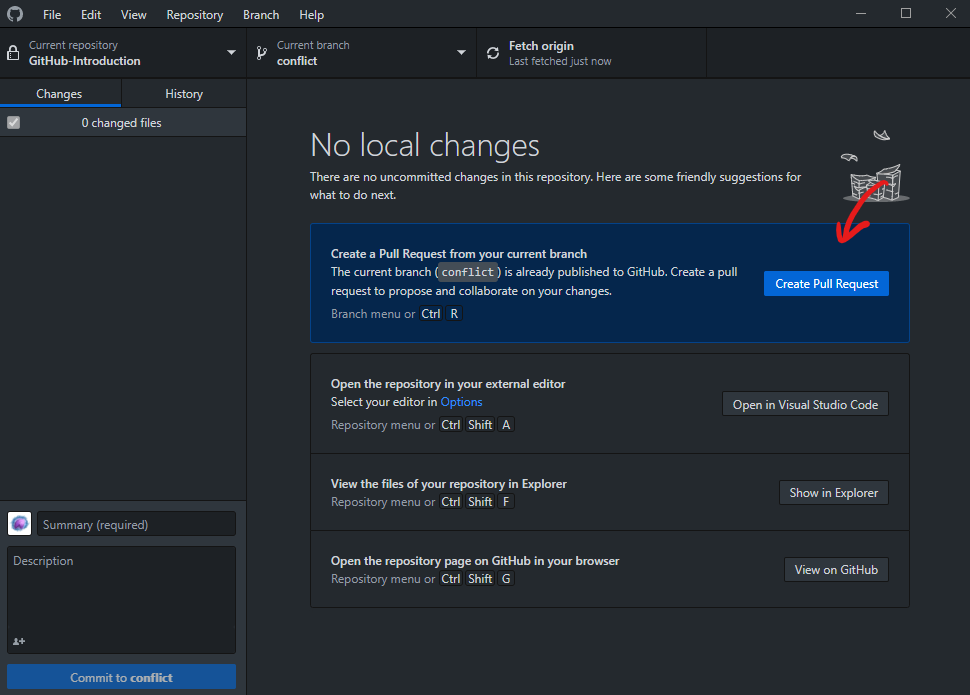 File Edit View Repository Branch Help
Current repository
GitHub-Introduction
Current branch
conflict
Fetch origin
Last fetched just now
Changes History
0 changed files
No local changes
There are no uncommitted changes in this repository. Here are some friendly suggestions for
what to do next.
Create a Pull Request from your current branch
The current branch (conflict) is already published to GitHub. Create a pull
request to propose and collaborate on your changes.
Branch menu or Ctrl R
Create Pull Request
Open the repository in your external editor
Select your editor in Options
Repository menu or Ctrl Shift A
Open in Visual Studio Code
View the files of your repository in Explorer
Repository menu or Ctrl Shift F
Show in Explorer
Open the repository page on GitHub in your browser
Repository menu or Ctrl Shift G
View on GitHub
Summary (required)
Description
Commit to conflict